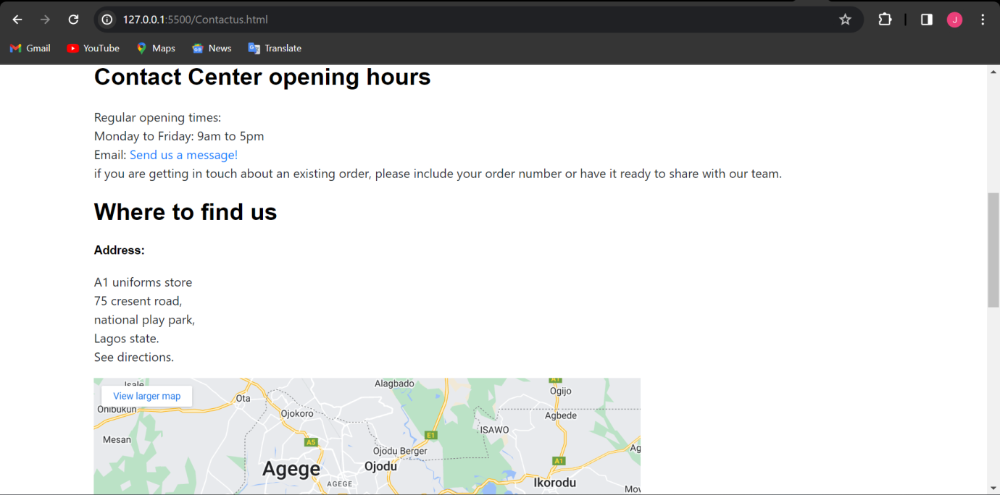 127.0.0.1:5500/Contactus.html
J
Gmail YouTube Maps News Translate
Contact Center opening hours
Regular opening times:
Monday to Friday: 9am to 5pm
Email: Send us a message!
if you are getting in touch about an existing order, please include your order number or have it ready to share with our team.
Where to find us
Address:
A1 uniforms store
75 cresent road,
national play park,
Lagos state.
See directions.
Isale
View larger map
Onibukun
Ota
Alagbado
A1
Ogijo
Ojokoro
Agbede
Mesan
A5
E1
ISAWO
Ojodu Berger
Ag
Agege
Ojodu
A1
AGEGE
Ikorodu
Mov